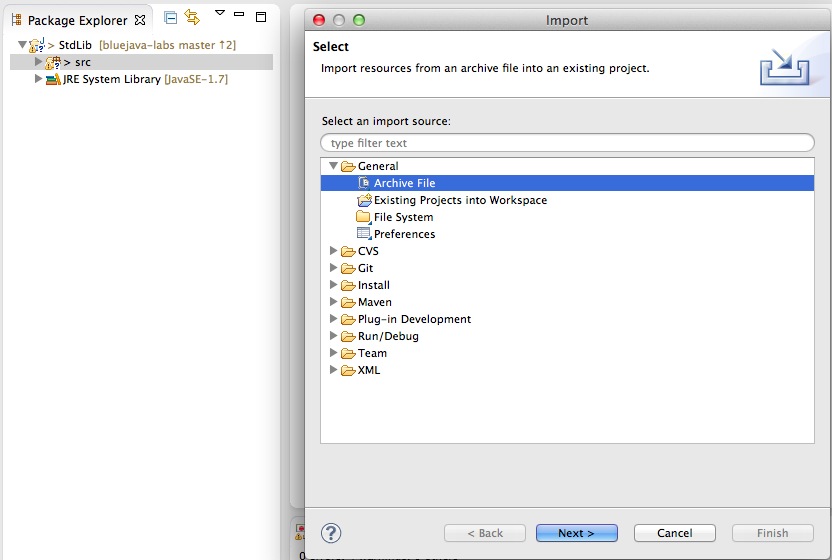 Package Explorer
> StdLib [bluejava-labs master ↑2]
> src
JRE System Library [JavaSE-1.7]
Import
Select
Import resources from an archive file into an existing project.
Select an import source:
type filter text
General
Archive File
Existing Projects into Workspace
File System
Preferences
CVS
Git
Install
Maven
Plug-in Development
Run/Debug
Team
XML
?
< Back
Next >
Cancel
Finish